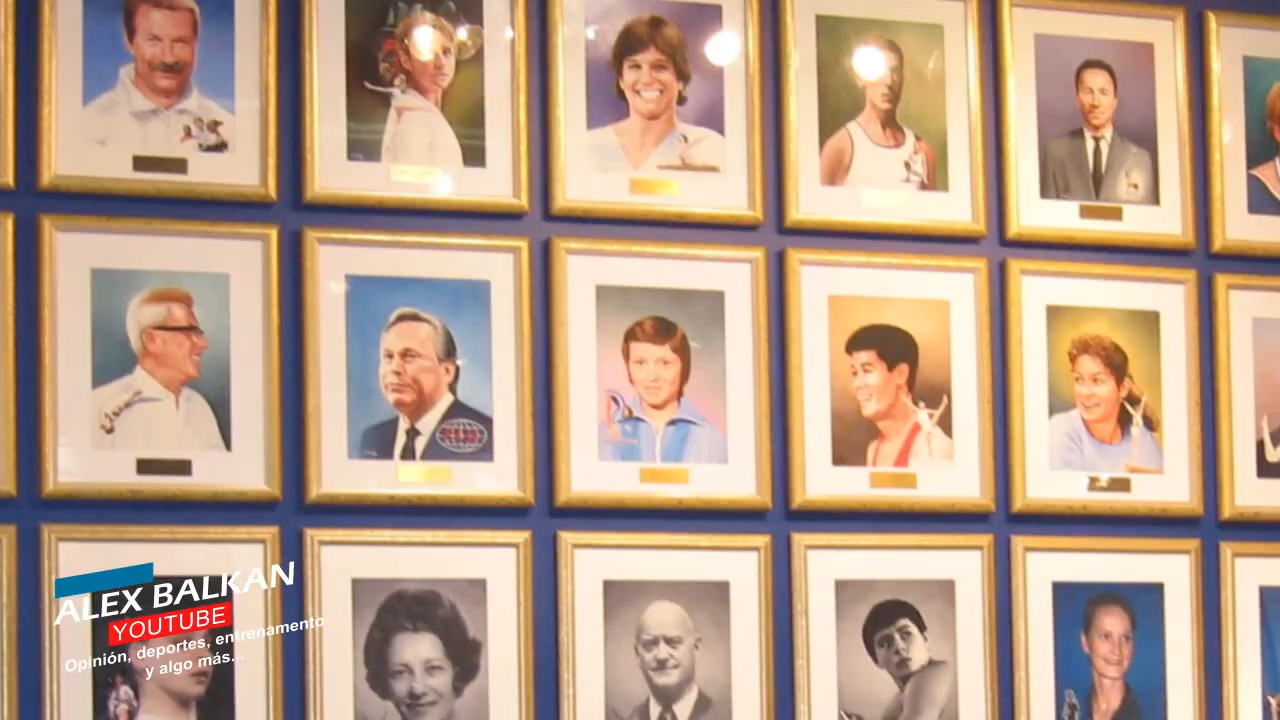 ALEX BALKAN
YOUTUBE
Opinión, deportes, entrenamento
y algo más...